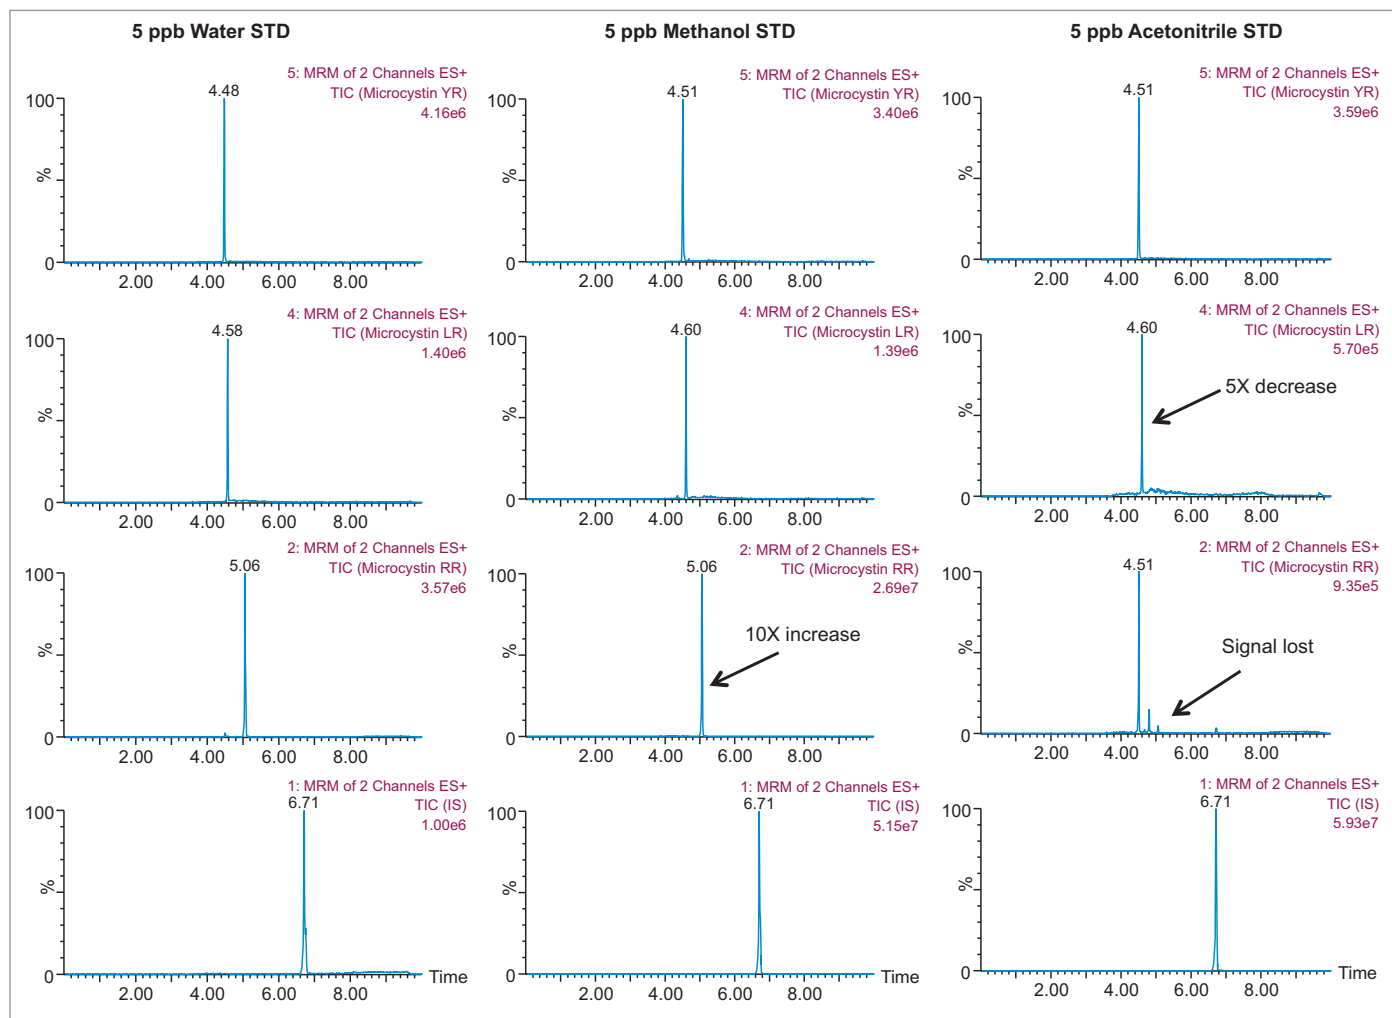 5 ppb Water STD
5: MRM of 2 Channels ES+
TIC (Microcystin YR)
4.16e6
4.48
100
%
0
2.00 4.00 6.00 8.00
4: MRM of 2 Channels ES+
TIC (Microcystin LR)
1.40e6
4.58
100
%
0
2.00 4.00 6.00 8.00
2: MRM of 2 Channels ES+
TIC (Microcystin RR)
3.57e6
5.06
100
%
0
2.00 4.00 6.00 8.00
1: MRM of 2 Channels ES+
TIC (IS)
1.00e6
6.71
100
%
0
Time
2.00 4.00 6.00 8.00
5 ppb Methanol STD
5: MRM of 2 Channels ES+
TIC (Microcystin YR)
3.40e6
4.51
100
%
0
2.00 4.00 6.00 8.00
4: MRM of 2 Channels ES+
TIC (Microcystin LR)
1.39e6
4.60
100
%
0
2.00 4.00 6.00 8.00
2: MRM of 2 Channels ES+
TIC (Microcystin RR)
2.69e7
5.06
100
10X increase
%
0
2.00 4.00 6.00 8.00
1: MRM of 2 Channels ES+
TIC (IS)
5.15e7
6.71
100
%
0
Time
2.00 4.00 6.00 8.00
5 ppb Acetonitrile STD
5: MRM of 2 Channels ES+
TIC (Microcystin YR)
3.59e6
4.51
100
%
0
2.00 4.00 6.00 8.00
4: MRM of 2 Channels ES+
TIC (Microcystin LR)
5.70e5
4.60
100
5X decrease
%
0
2.00 4.00 6.00 8.00
2: MRM of 2 Channels ES+
TIC (Microcystin RR)
9.35e5
4.51
100
Signal lost
%
0
2.00 4.00 6.00 8.00
1: MRM of 2 Channels ES+
TIC (IS)
5.93e7
6.71
100
%
0
Time
2.00 4.00 6.00 8.00